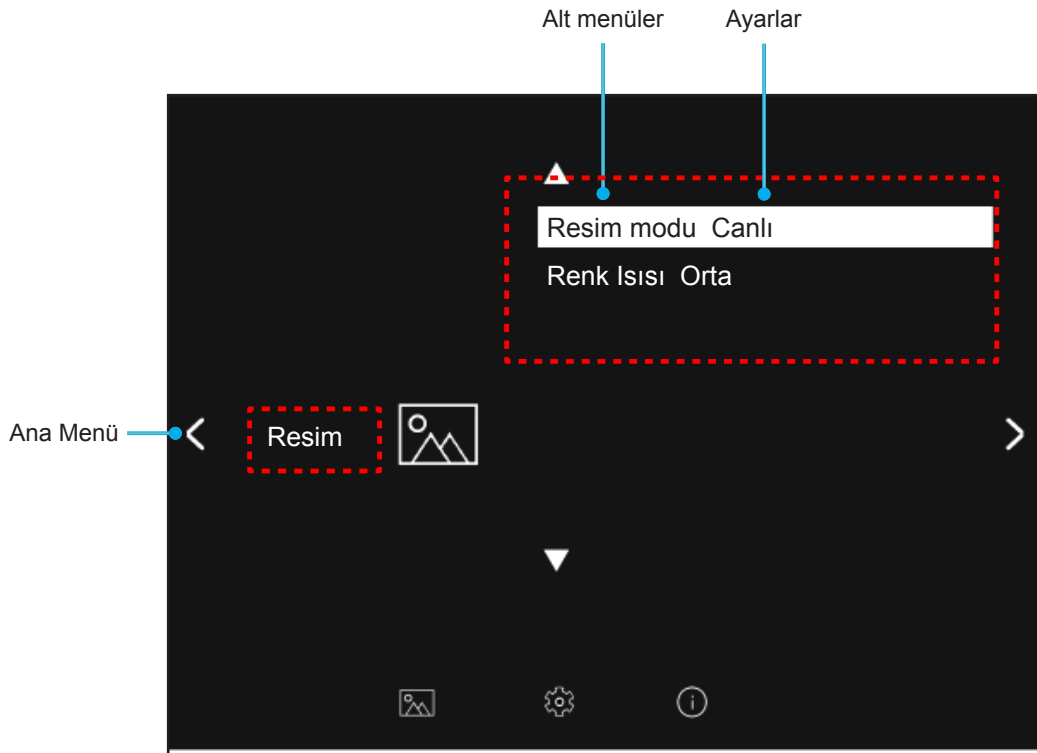 Alt menüler Ayarlar
Resim modu Canlı
Renk Isısı Orta
Ana Menü
Resim